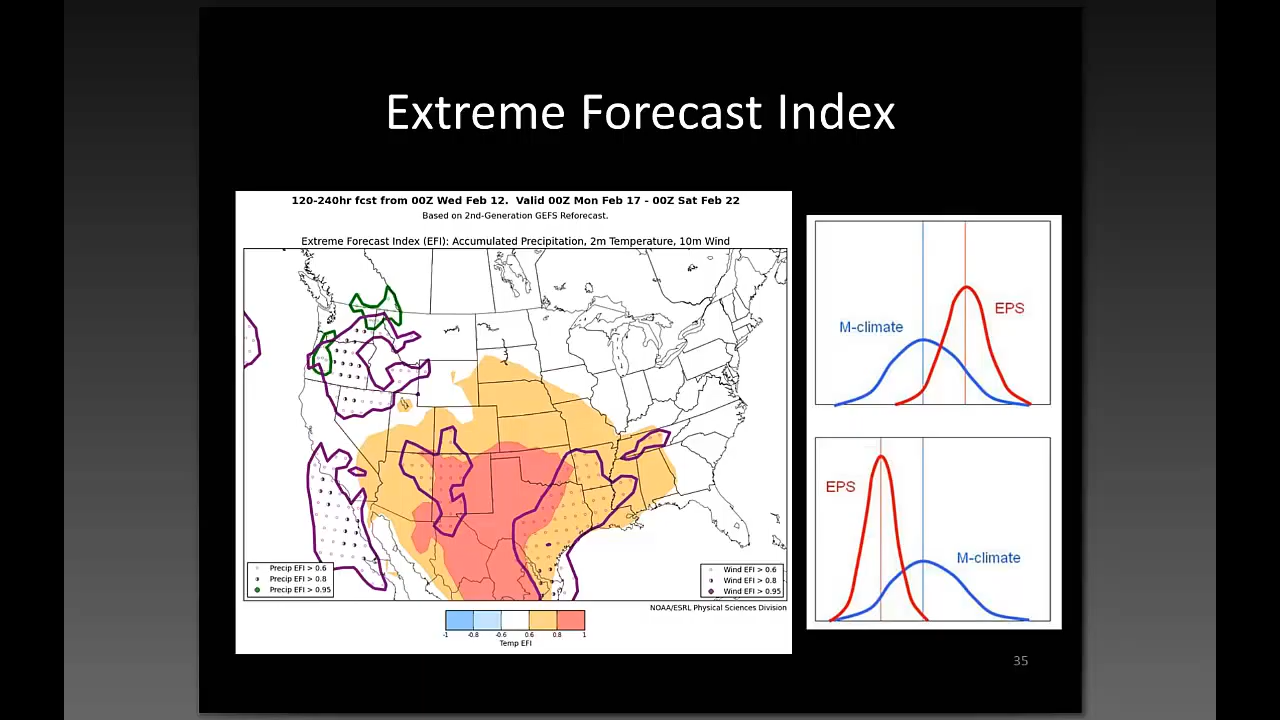 Extreme Forecast Index
120-240hr fcst from 00Z Wed Feb 12.  Valid 00Z Mon Feb 17 - 00Z Sat Feb 22
Based on 2nd-Generation GEFS Reforecast.
Extreme Forecast Index (EFI): Accumulated Precipitation, 2m Temperature, 10m Wind
Precip EFI > 0.6
Precip EFI > 0.8
Precip EFI > 0.95
Wind EFI > 0.6
Wind EFI > 0.8
Wind EFI > 0.95
NOAA/ESRL Physical Sciences Division
-1 -0.8 -0.6 0.6 0.8 1
Temp EFI
EPS
M-climate
EPS
M-climate
35